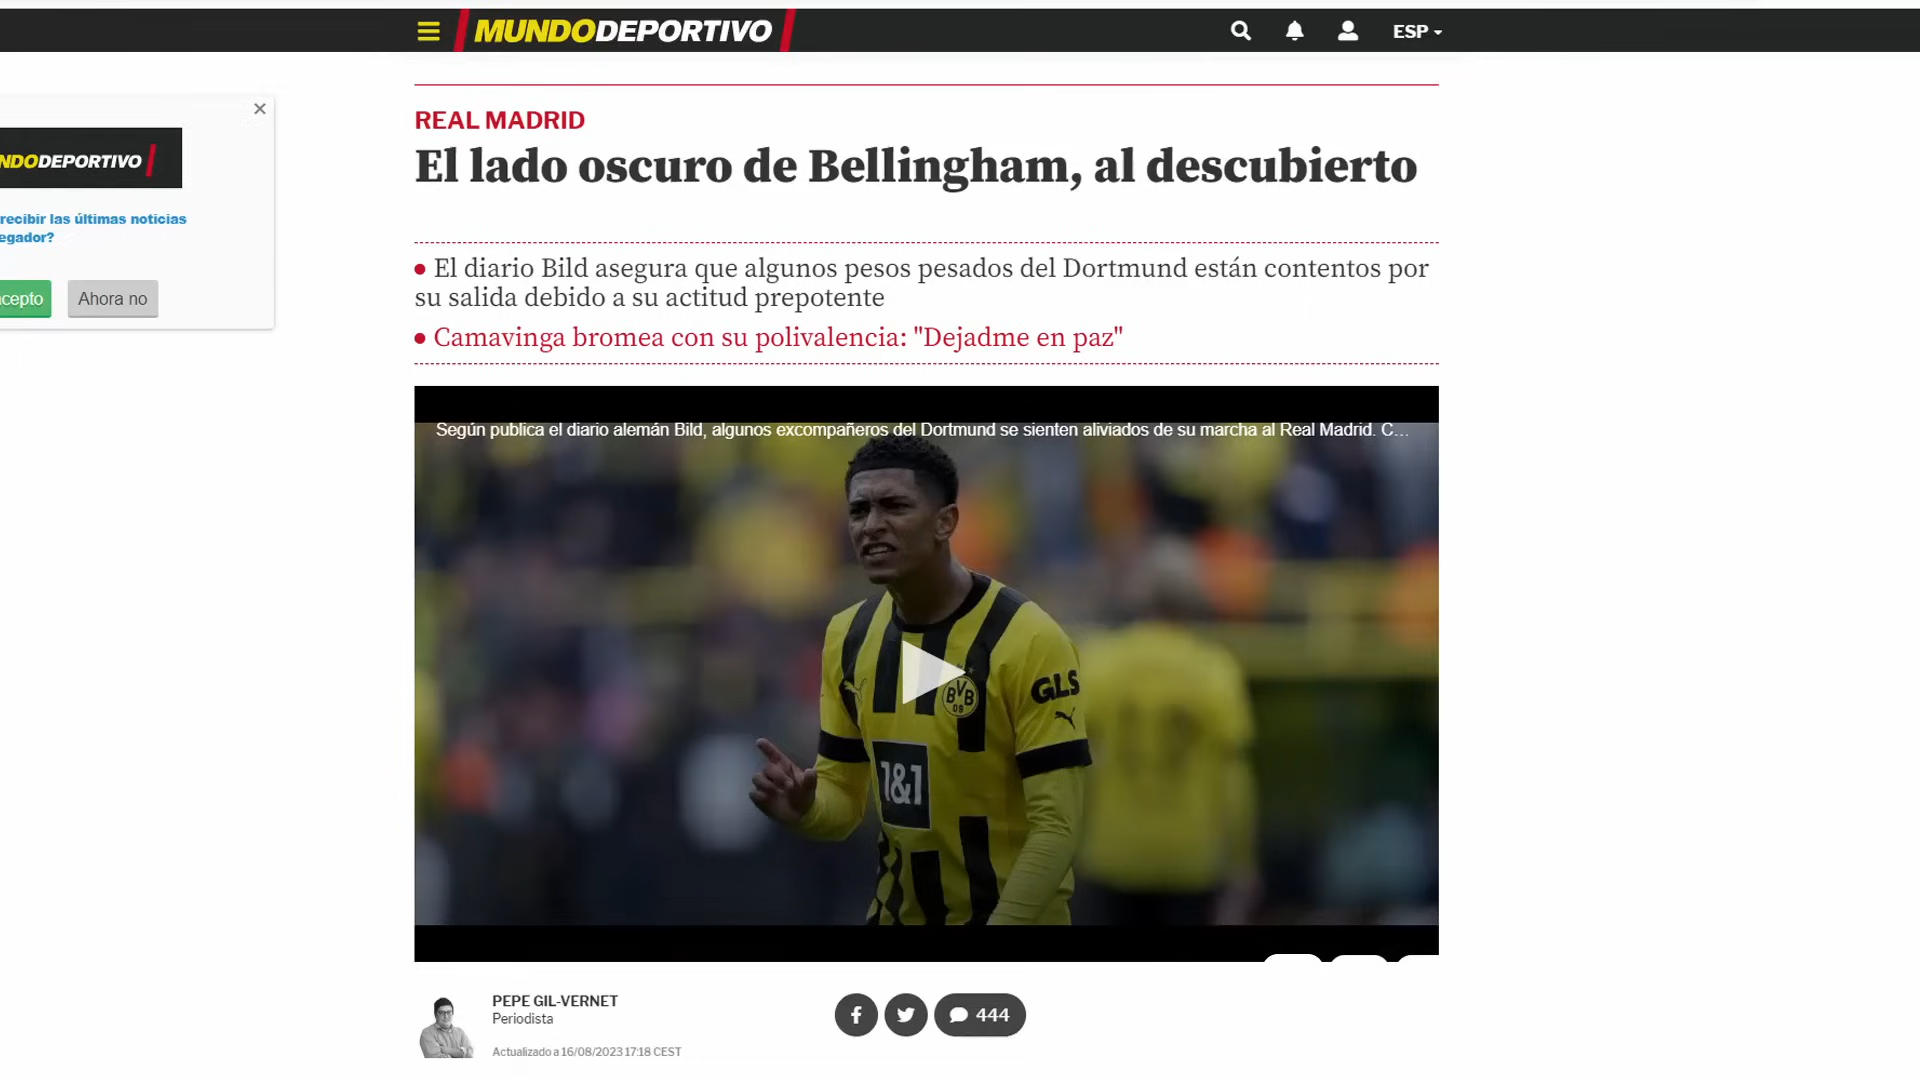 MUNDODEPORTIVO
ESP
REAL MADRID
El lado oscuro de Bellingham, al descubierto
NDODEPORTIVO
recibir las últimas noticias
egador?
cepto
Ahora no
• El diario Bild asegura que algunos pesos pesados del Dortmund están contentos por
su salida debido a su actitud prepotente
• Camavinga bromea con su polivalencia: "Dejadme en paz"
Según publica el diario alemán Bild, algunos excompañeros del Dortmund se sienten aliviados de su marcha al Real Madrid. C...
GLS
BVB
09
1&1
PEPE GIL-VERNET
Periodista
444
Actualizado a 16/08/2023 17:18 CEST